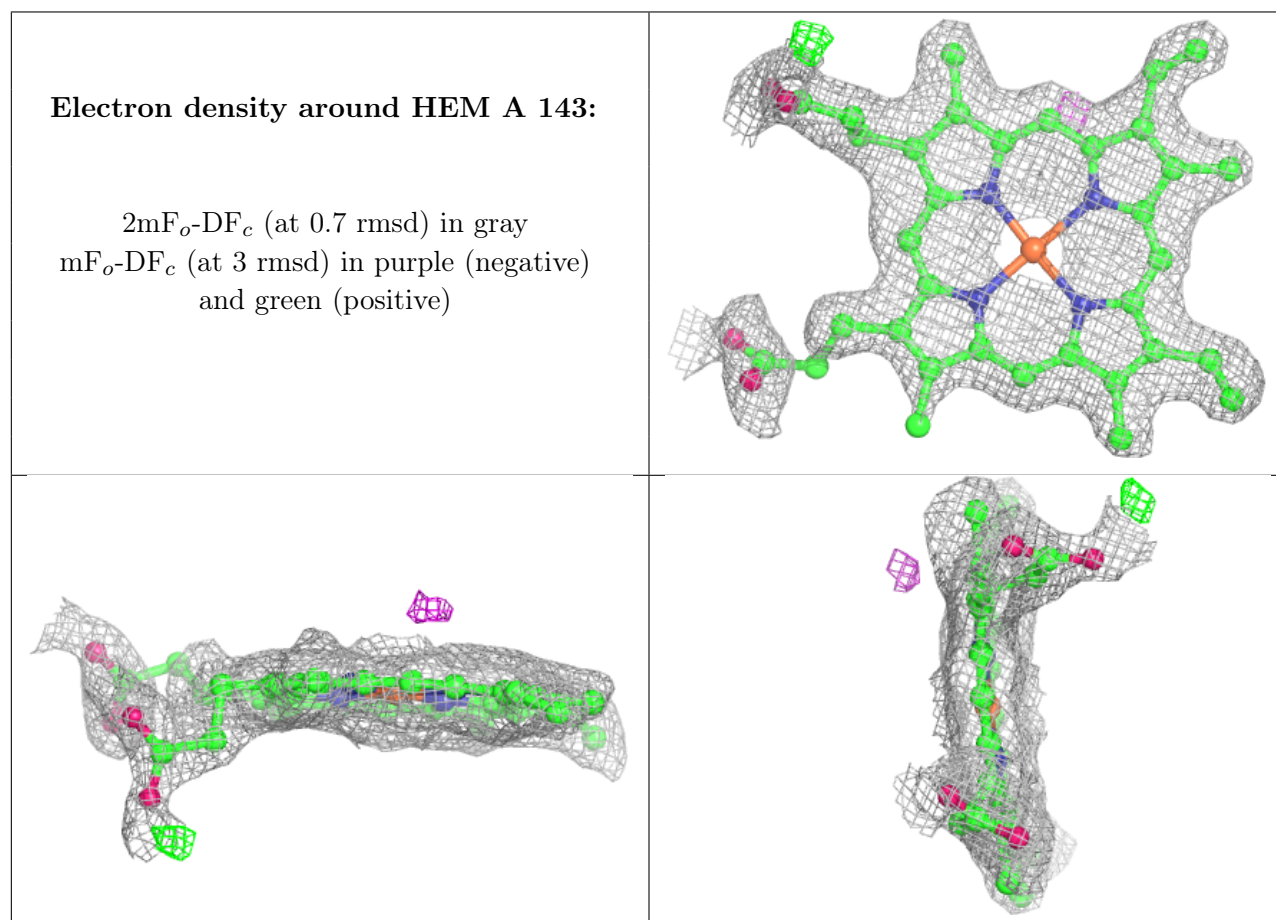 Electron density around HEM A 143:
2mFo-DFc (at 0.7 rmsd) in gray
mFo-DFc (at 3 rmsd) in purple (negative)
and green (positive)